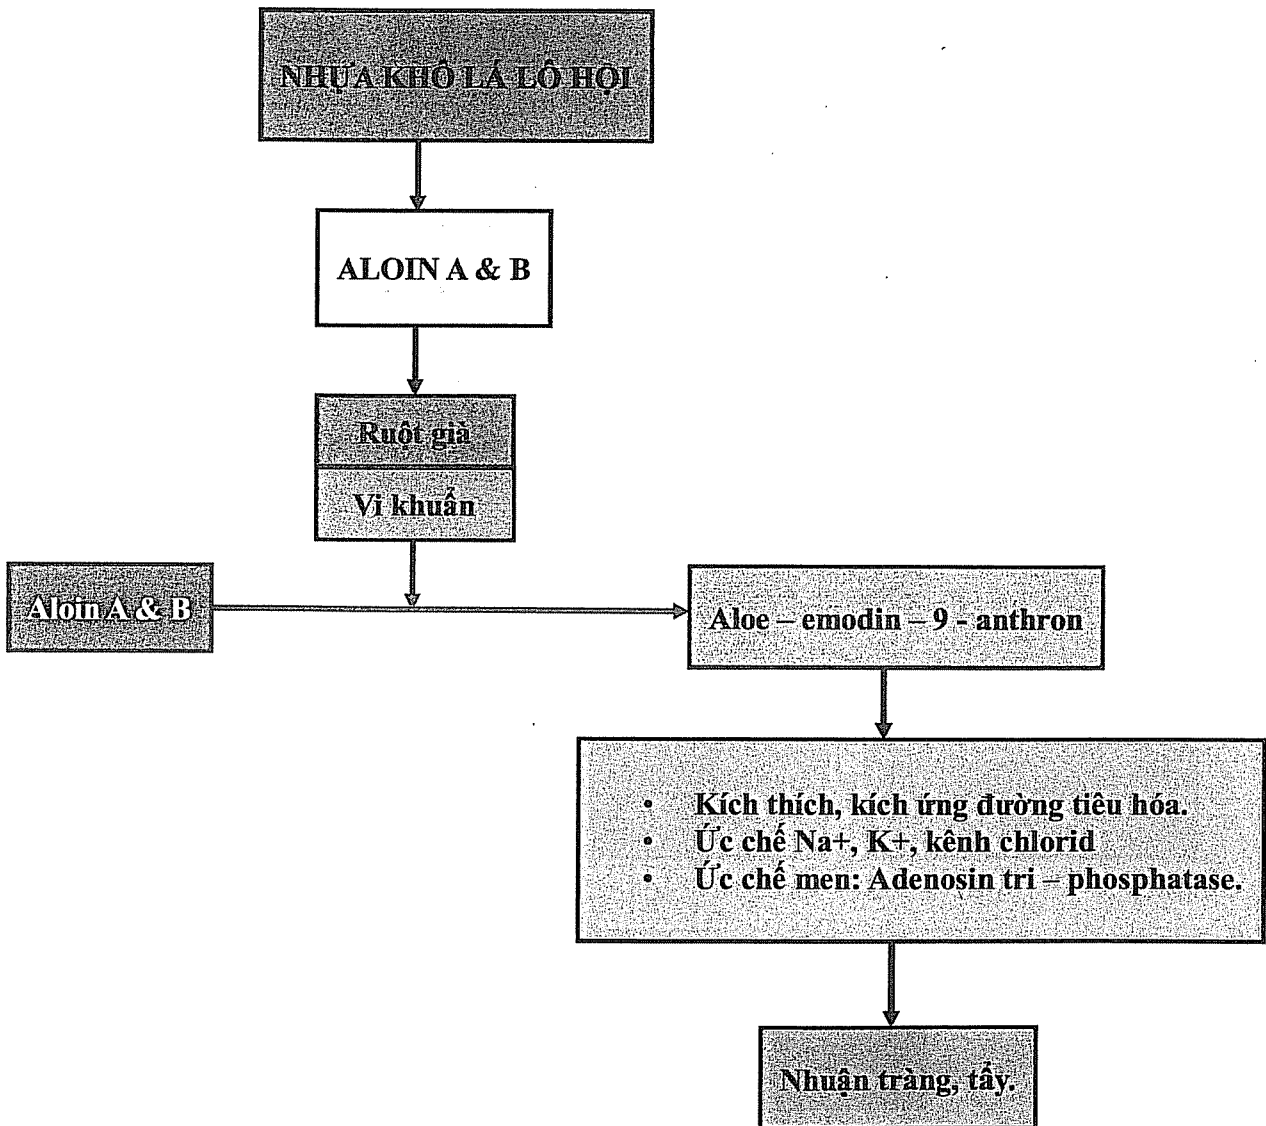 NHỰA KHÔ LÁ LÔ HỘI
ALOIN A & B
Ruột già
Vi khuẩn
Aloin A & B
Aloe – emodin – 9 - anthron
• Kích thích, kích ứng đường tiêu hóa.
• Ức chế Na+, K+, kênh chlorid
• Ức chế men: Adenosin tri – phosphatase.
Nhuận tràng, tẩy.